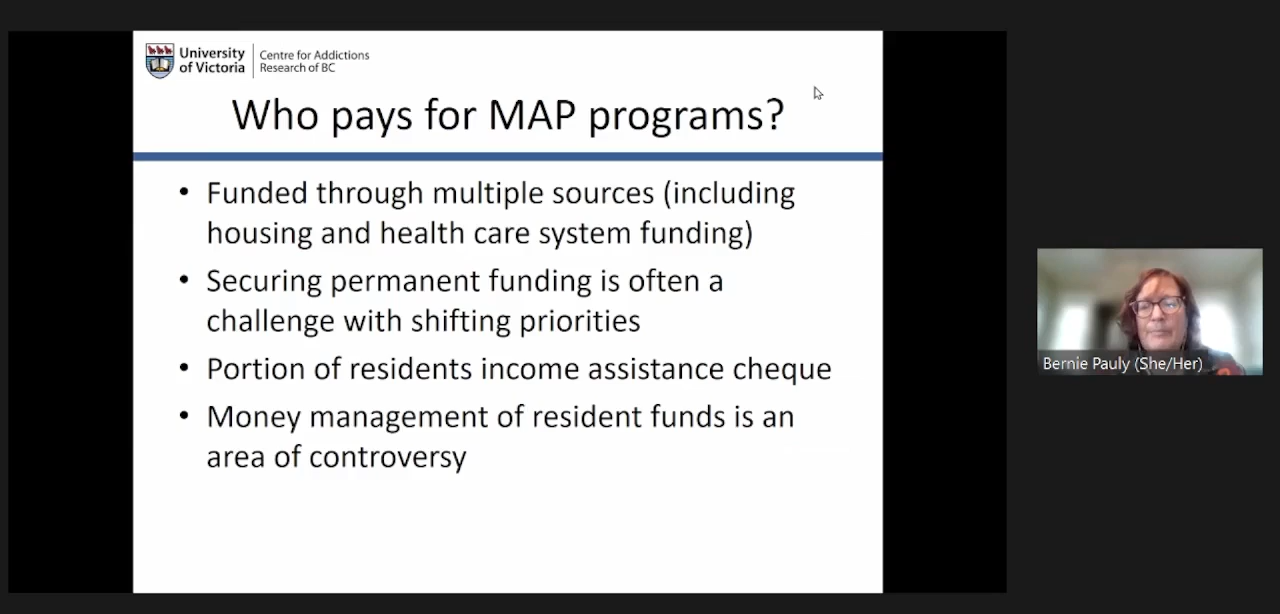 University
of Victoria
Centre for Addictions
Research of BC
Who pays for MAP programs?
• Funded through multiple sources (including
housing and health care system funding)
• Securing permanent funding is often a
challenge with shifting priorities
• Portion of residents income assistance cheque
• Money management of resident funds is an
area of controversy
Bernie Pauly (She/Her)